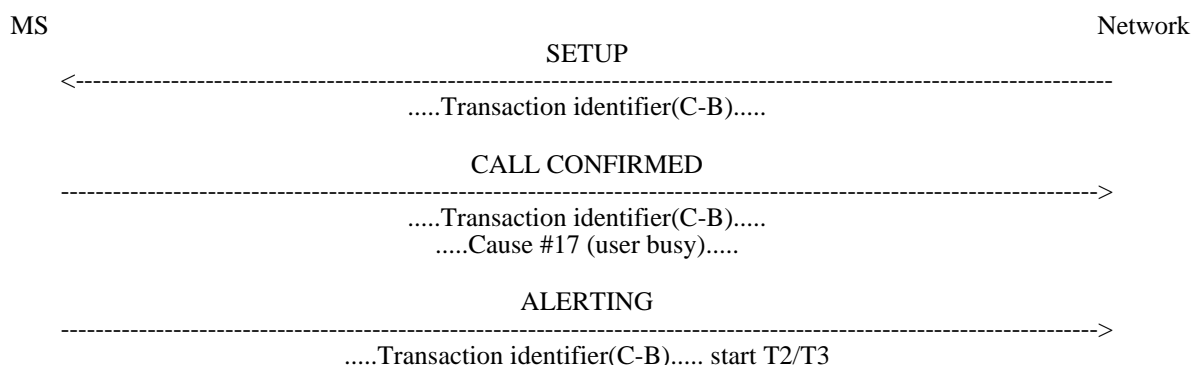 MS Network
SETUP
<-----------------------------------------------------------------------------------------------------------------------
.....Transaction identifier(C-B).....
CALL CONFIRMED
----------------------------------------------------------------------------------------------------------------------->
.....Transaction identifier(C-B).....
.....Cause #17 (user busy).....
ALERTING
----------------------------------------------------------------------------------------------------------------------->
.....Transaction identifier(C-B)..... start T2/T3